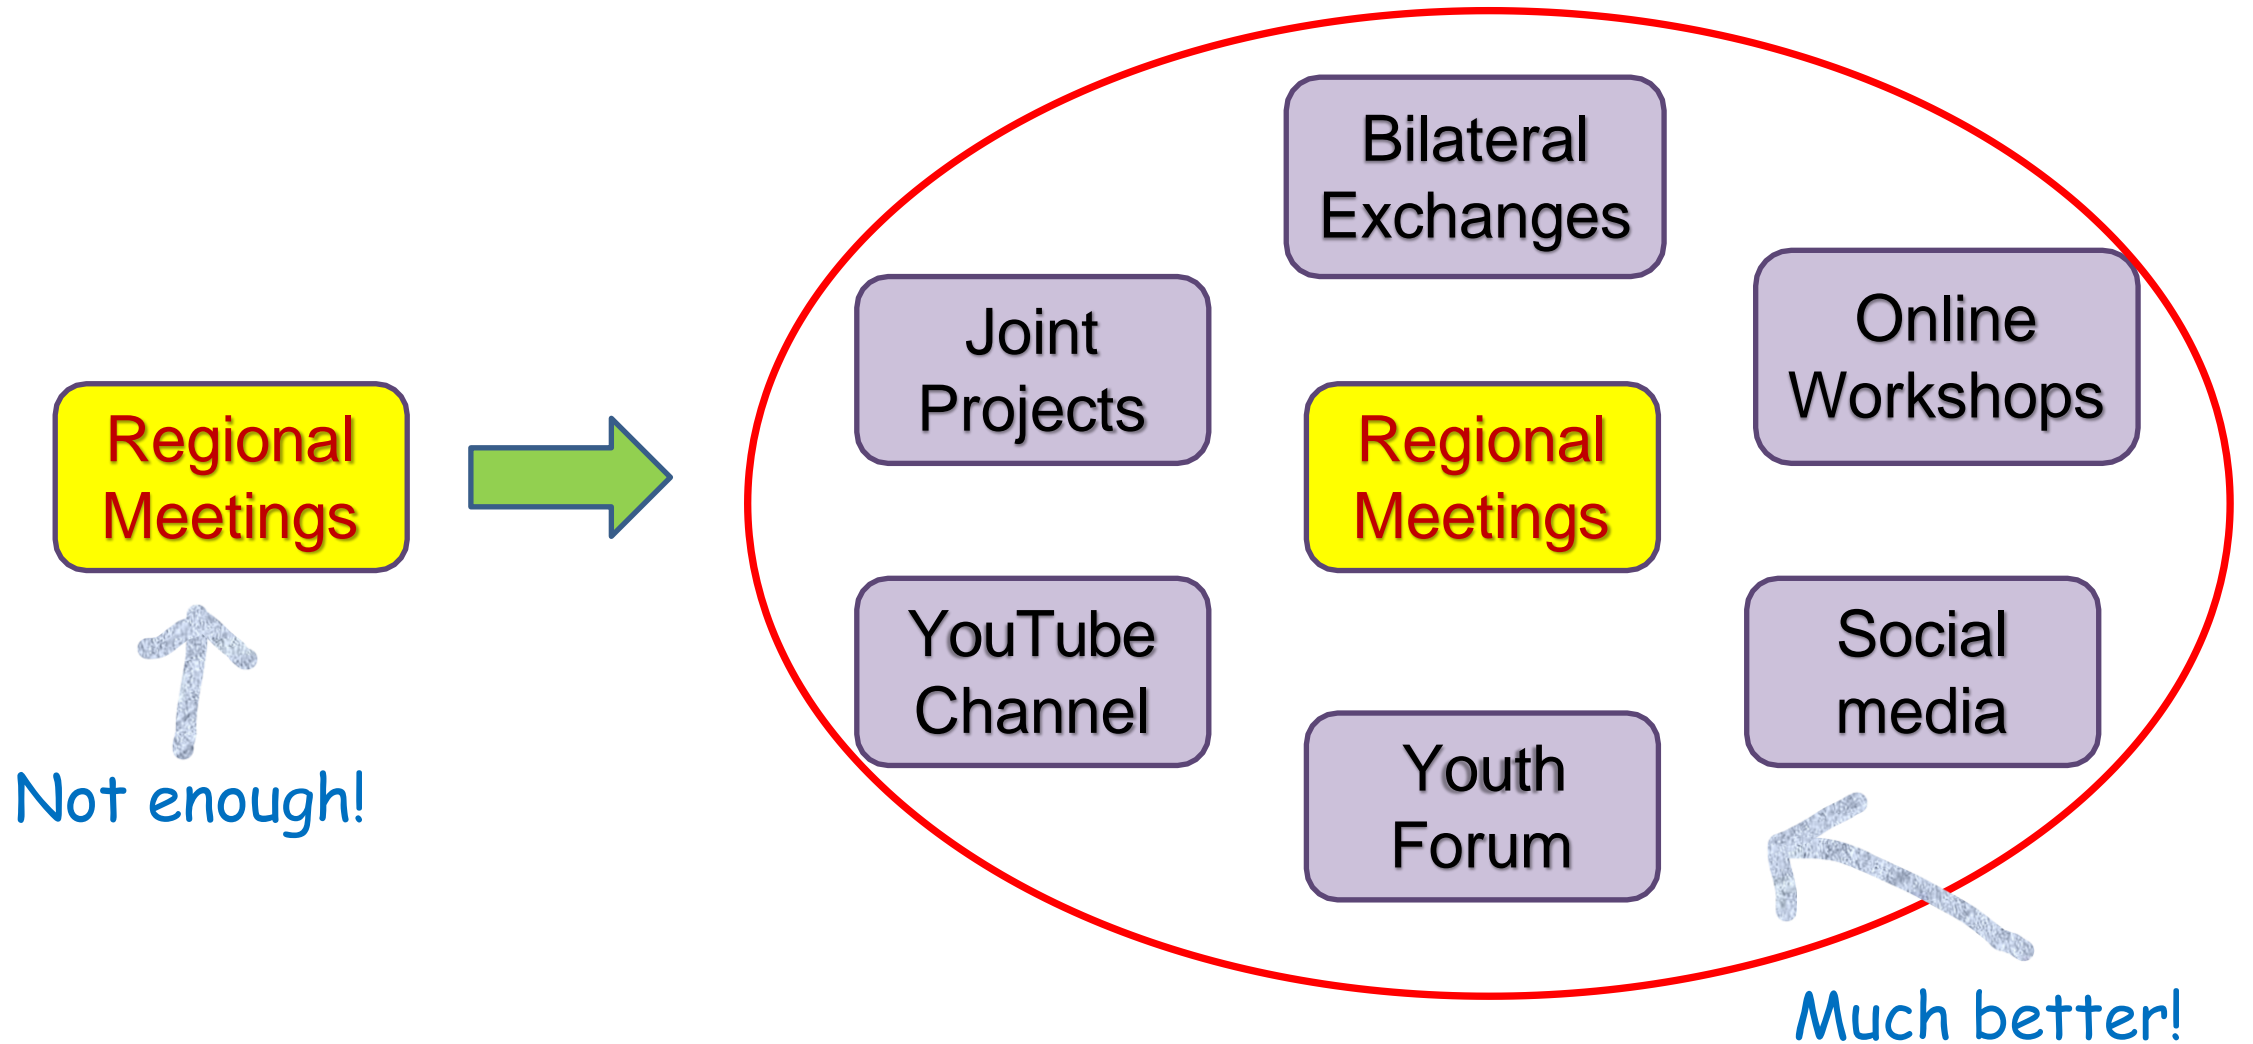 Regional
Meetings
Not enough!
Bilateral
Exchanges
Joint
Projects
Online
Workshops
Regional
Meetings
YouTube
Channel
Social
media
Youth
Forum
Much better!